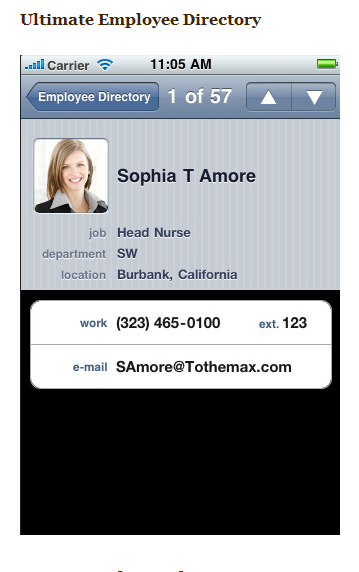 Ultimate Employee Directory
Carrier 11:05 AM
Employee Directory 1 of 57
Sophia T Amore
job Head Nurse
department SW
location Burbank, California
work (323) 465-0100 ext. 123
e-mail SAmore@Tothemax.com